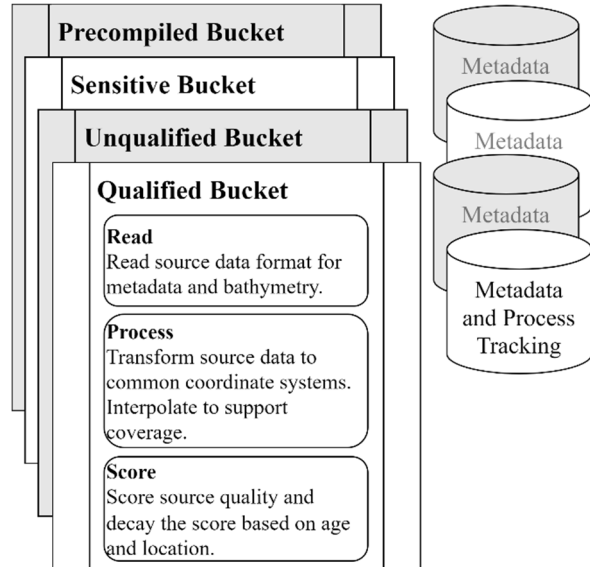 Precompiled Bucket
Sensitive Bucket
Unqualified Bucket
Qualified Bucket
Read
Read source data format for
metadata and bathymetry.
Process
Transform source data to
common coordinate systems.
Interpolate to support
coverage.
Score
Score source quality and
decay the score based on age
and location.
Metadata
Metadata
Metadata
Metadata
and Process
Tracking